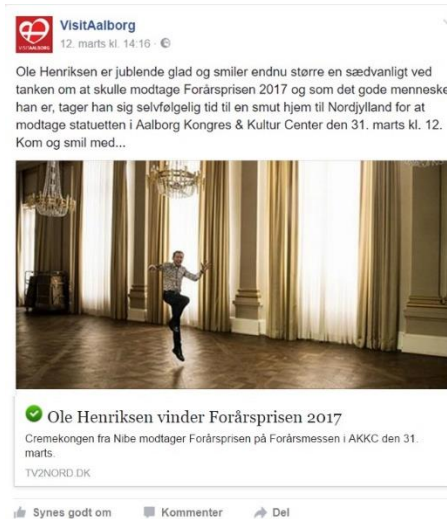 VisitAalborg
12. marts kl. 14:16 ·
VISITAALBORG
Ole Henriksen er jublende glad og smiler endnu større en sædvanligt ved
tanken om at skulle modtage Forårsprisen 2017 og som det gode menneske
han er, tager han sig selvfølgelig tid til en smut hjem til Nordjylland for at
modtage statuetten i Aalborg Kongres & Kultur Center den 31. marts kl. 12.
Kom og smil med...
Ole Henriksen vinder Forårsprisen 2017
Cremekongen fra Nibe modtager Forårsprisen på Forårsmessen i AKKC den 31.
marts.
TV2NORD.DK
Synes godt om Kommenter Del